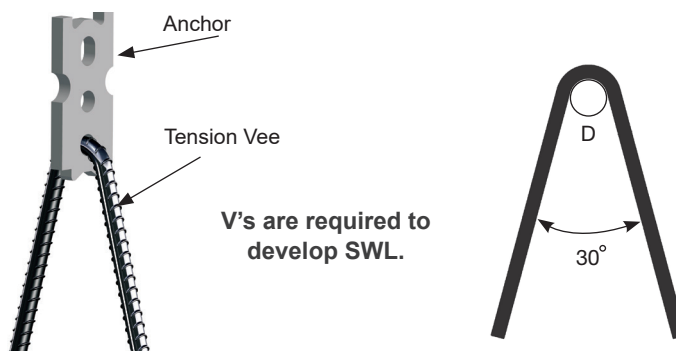 Anchor
Tension Vee
V's are required to
develop SWL.
D
30°